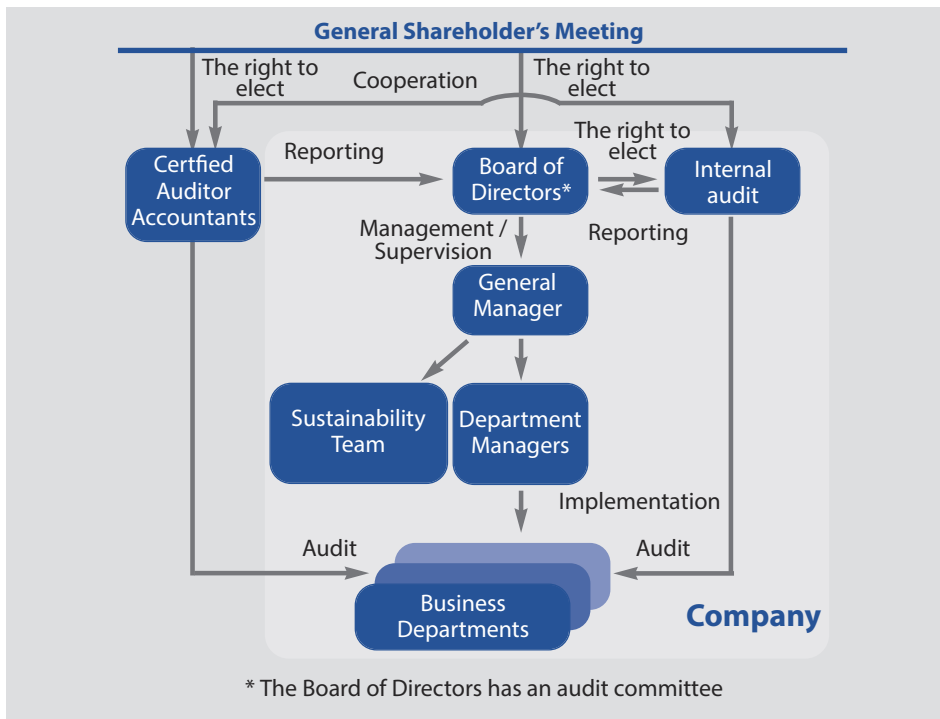 General Shareholder's Meeting
The right to
elect
Cooperation
The right to
elect
Certfied
Auditor
Accountants
Reporting
Board of
Directors*
The right to
elect
Internal
audit
Reporting
Management /
Supervision
General
Manager
Sustainability
Team
Department
Managers
Implementation
Audit
Audit
Business
Departments
Company
* The Board of Directors has an audit committee